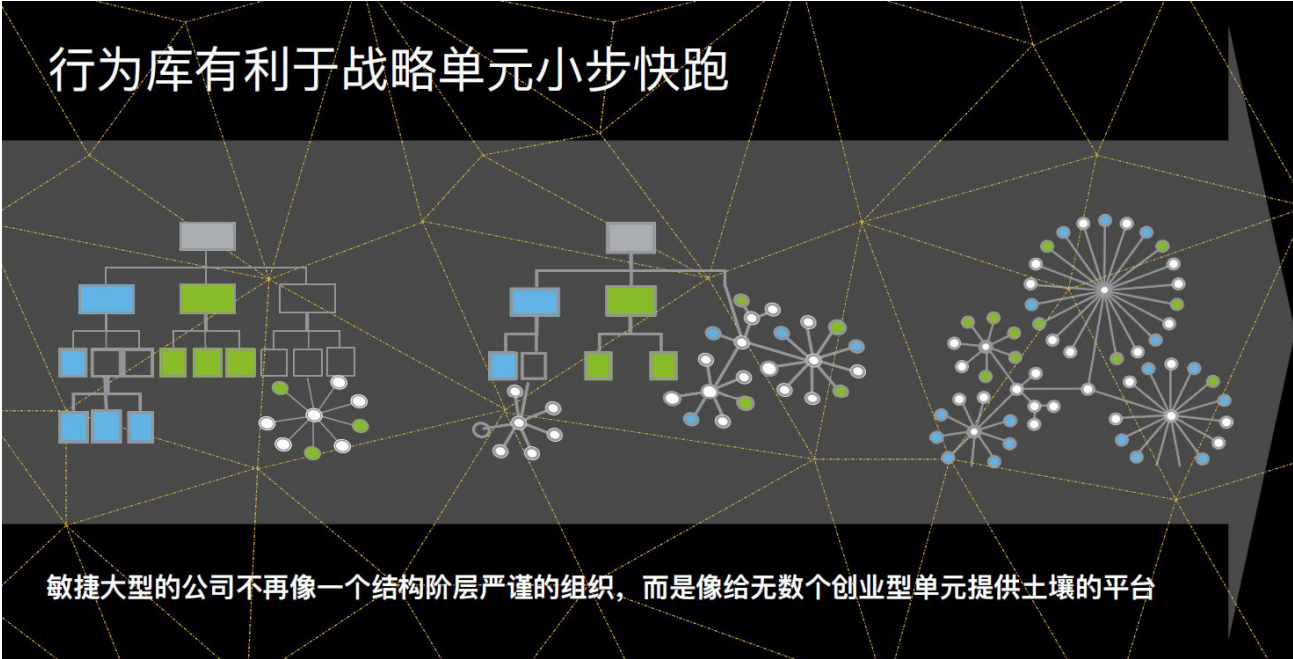 行为库有利于战略单元小步快跑
敏捷大型的公司不再像一个结构阶层严谨的组织，而是像给无数个创业型单元提供土壤的平台